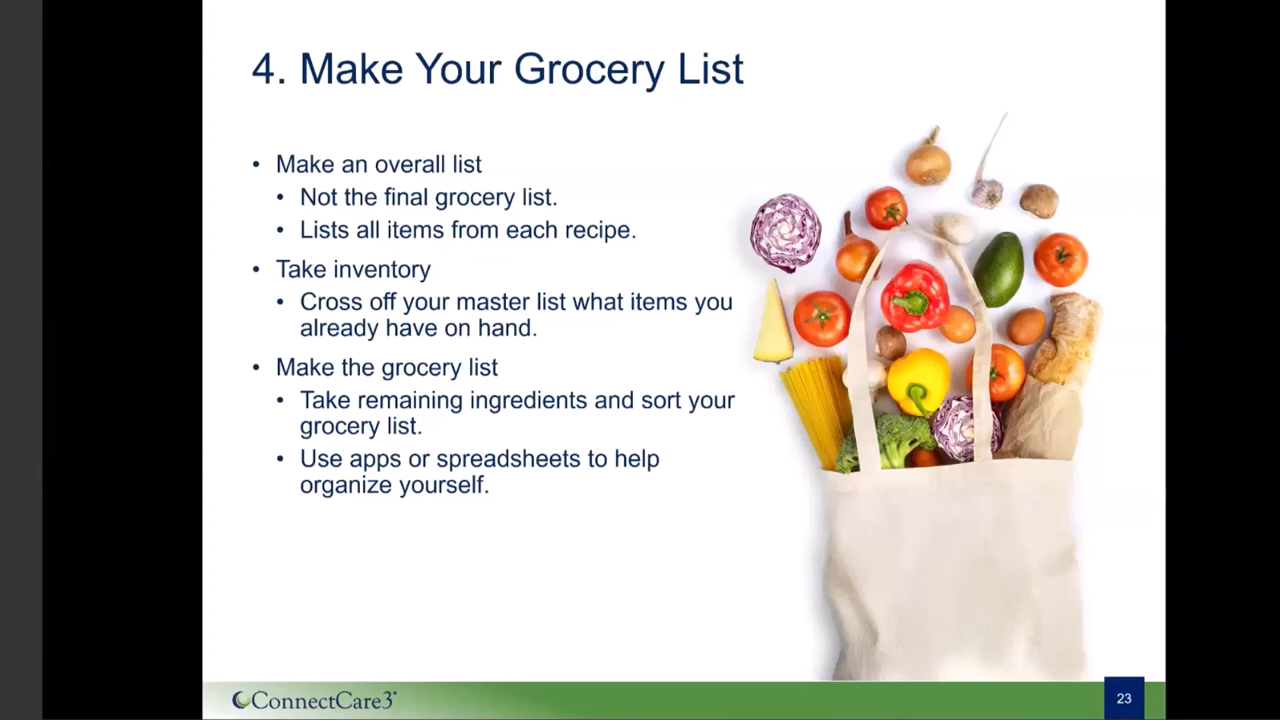 4. Make Your Grocery List
• Make an overall list
• Not the final grocery list.
• Lists all items from each recipe.
• Take inventory
• Cross off your master list what items you
already have on hand.
• Make the grocery list
• Take remaining ingredients and sort your
grocery list.
• Use apps or spreadsheets to help
organize yourself.
ConnectCare3
23